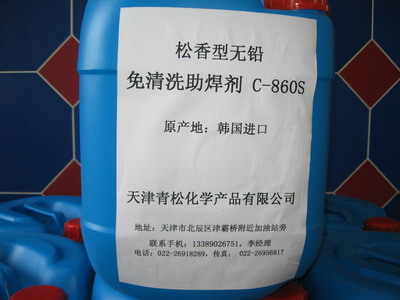 松香型无铅
免清洗助焊剂 C-860S
原产地：韩国进口
天津青松化学产品有限公司
地址：天津市北辰区津霸桥附近加油站旁
联系手机：13389026751，李经理
电话：022-26918289，传真： 022-26956817